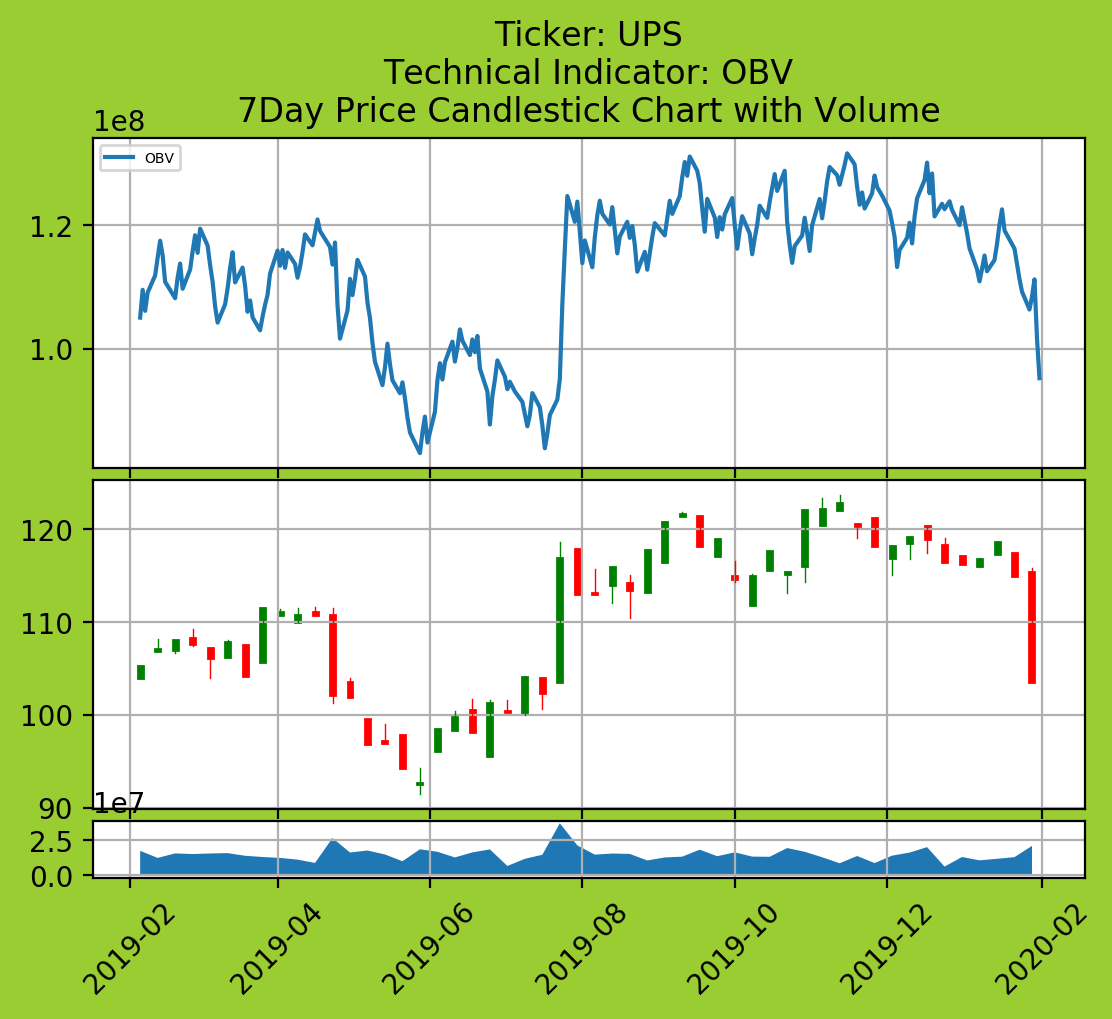 Ticker: UPS
Technical Indicator: OBV
7Day Price Candlestick Chart with Volume
1e8
OBV
1.2
1.0
120
110
100
90
1e7
2.5
0.0
2019-02
2019-04
2019-06
2019-08
2019-10
2019-12
2020-02